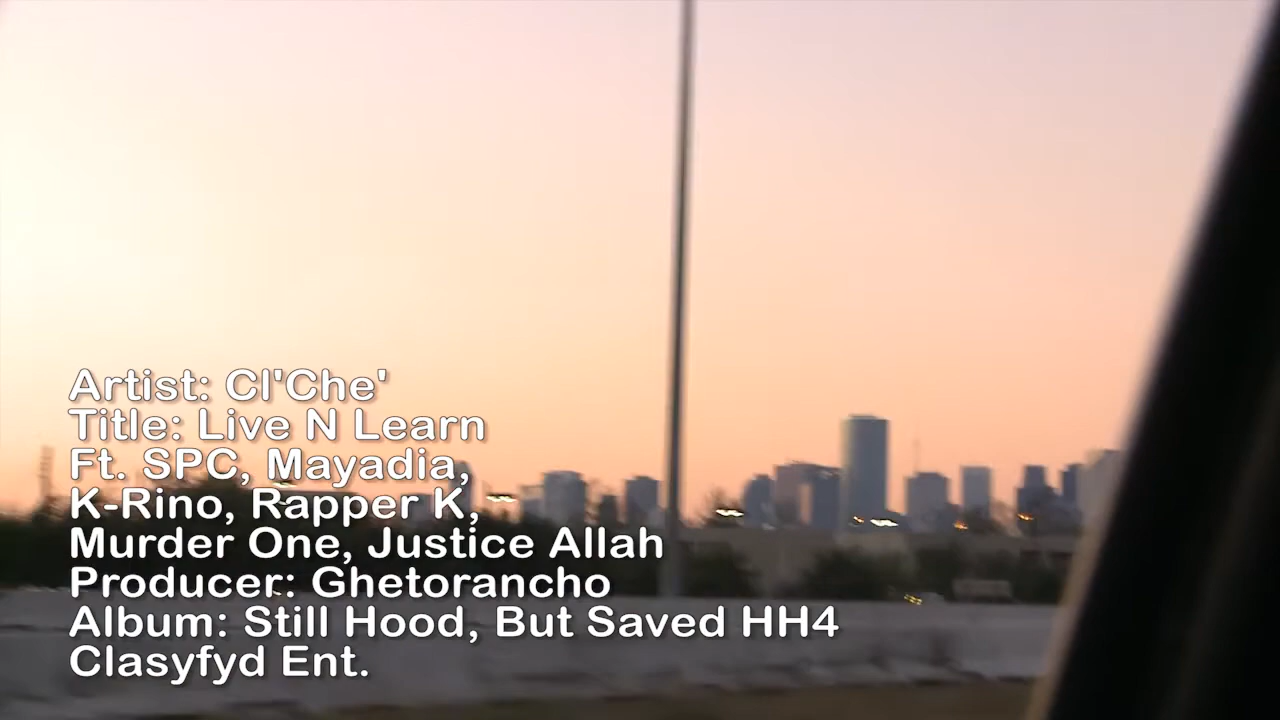 Artist: Cl'Che'
Title: Live N Learn
Ft. SPC, Mayadia,
K-Rino, Rapper K,
Murder One, Justice Allah
Producer: Ghetorancho
Album: Still Hood, But Saved HH4
Clasyfyd Ent.